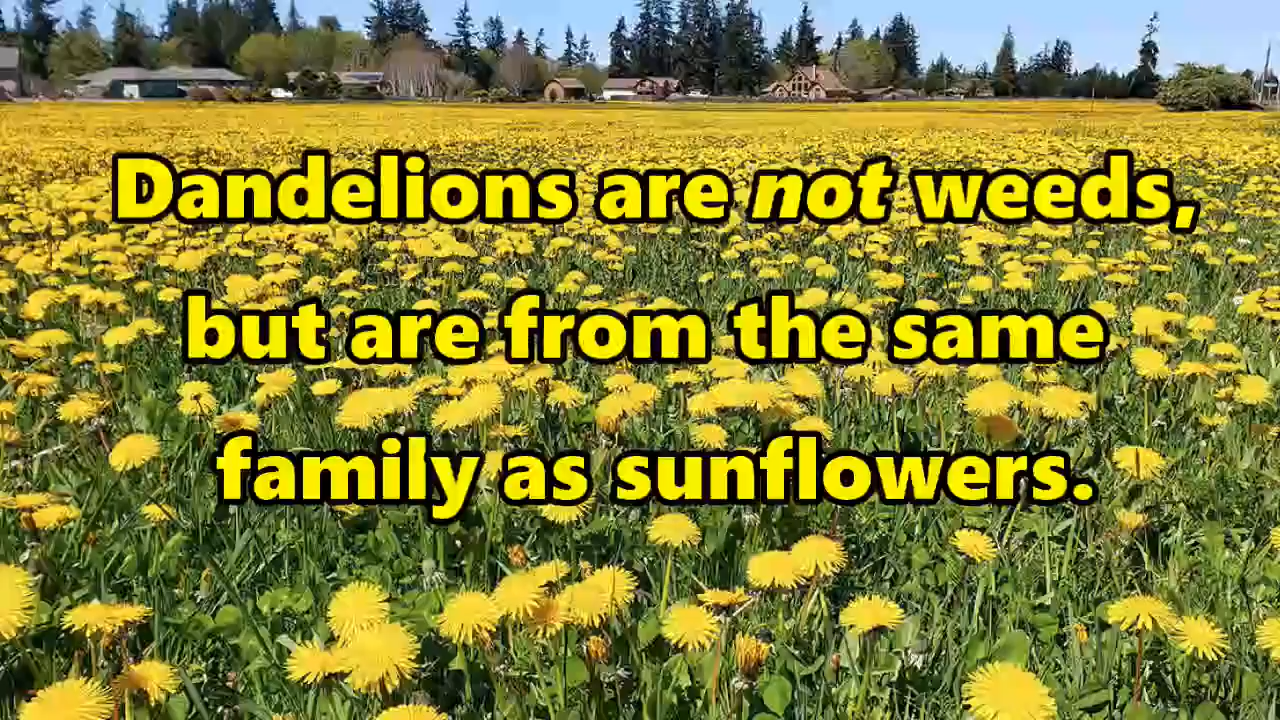 Dandelions are not weeds,
but are from the same
family as sunflowers.